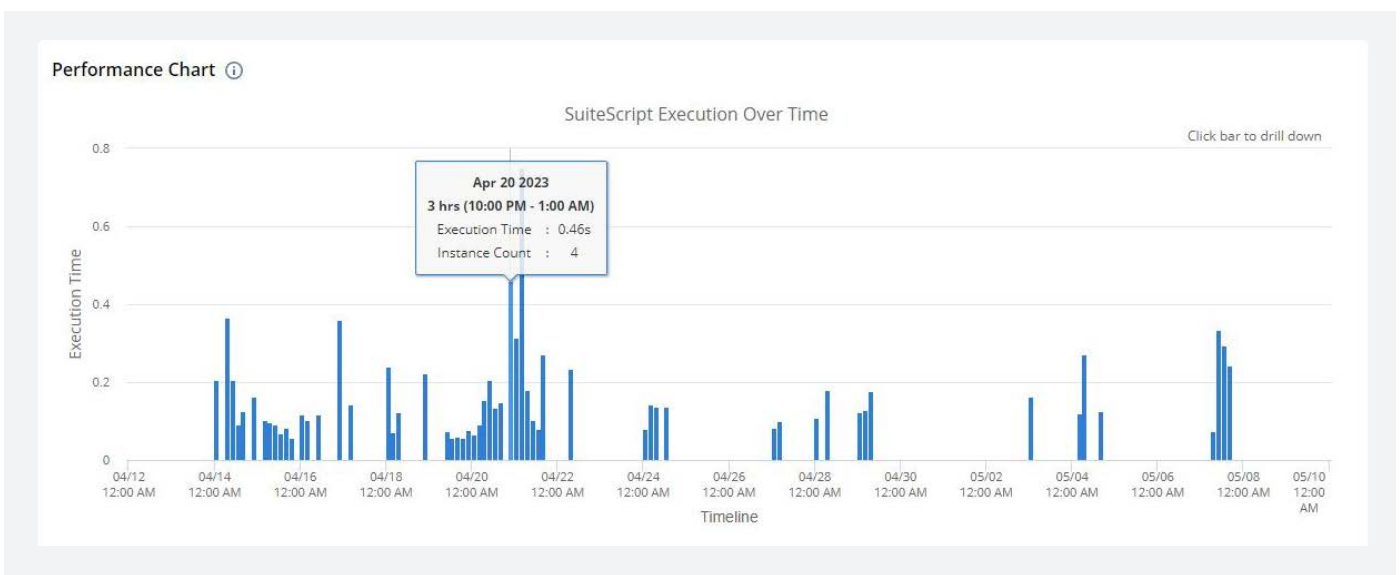 Performance Chart
SuiteScript Execution Over Time
Click bar to drill down
0.8
0.6
0.4
0.2
0
Execution Time
Apr 20 2023
3 hrs (10:00 PM - 1:00 AM)
Execution Time : 0.46s
Instance Count : 4
04/12 04/14 04/16 04/18 04/20 04/22 04/24 04/26 04/28 04/30 05/02 05/04 05/06 05/08 05/10
12:00 AM 12:00 AM 12:00 AM 12:00 AM 12:00 AM 12:00 AM 12:00 AM 12:00 AM 12:00 AM 12:00 AM 12:00 AM 12:00 AM 12:00 AM 12:00 AM 12:00
AM
Timeline